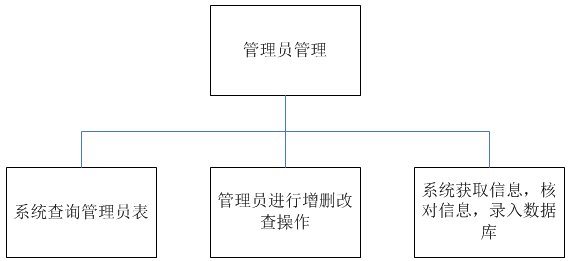 管理员管理
系统查询管理员表
管理员进行增删改
查操作
系统获取信息，核
对信息，录入数据
库